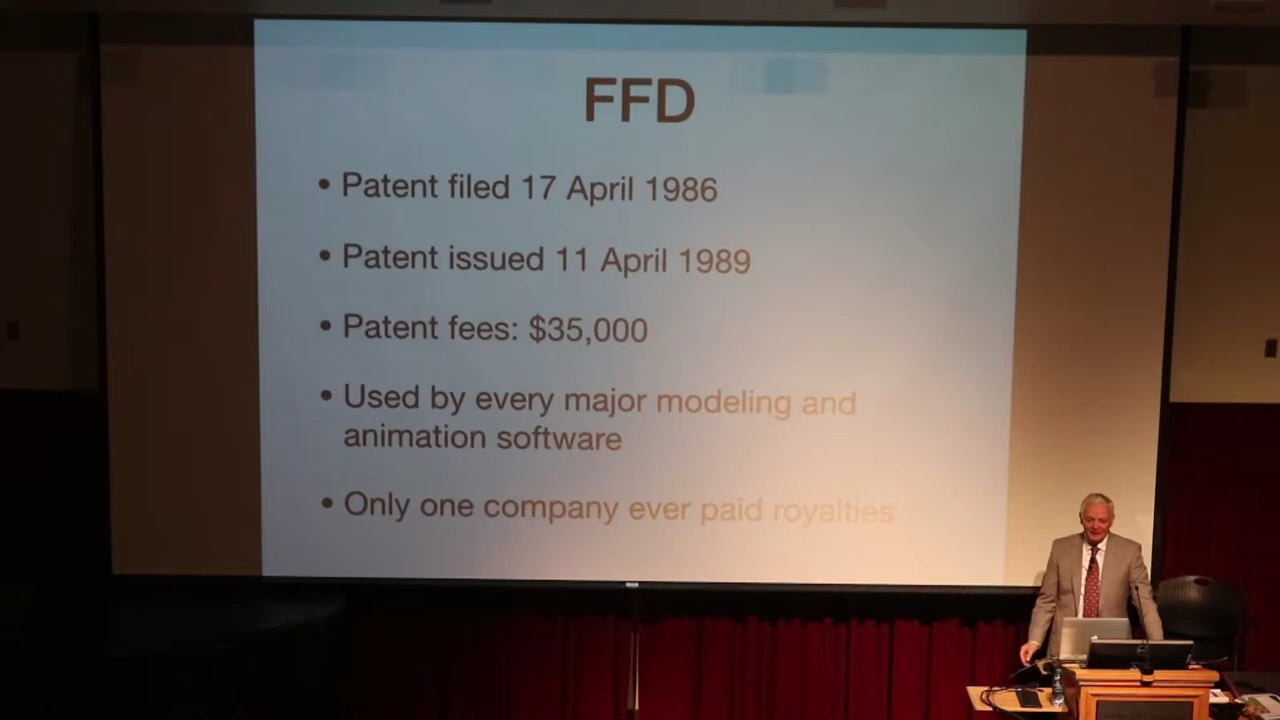 FFD
• Patent filed 17 April 1986
• Patent issued 11 April 1989
• Patent fees: $35,000
• Used by every major modeling and
animation software
• Only one company ever paid royalties